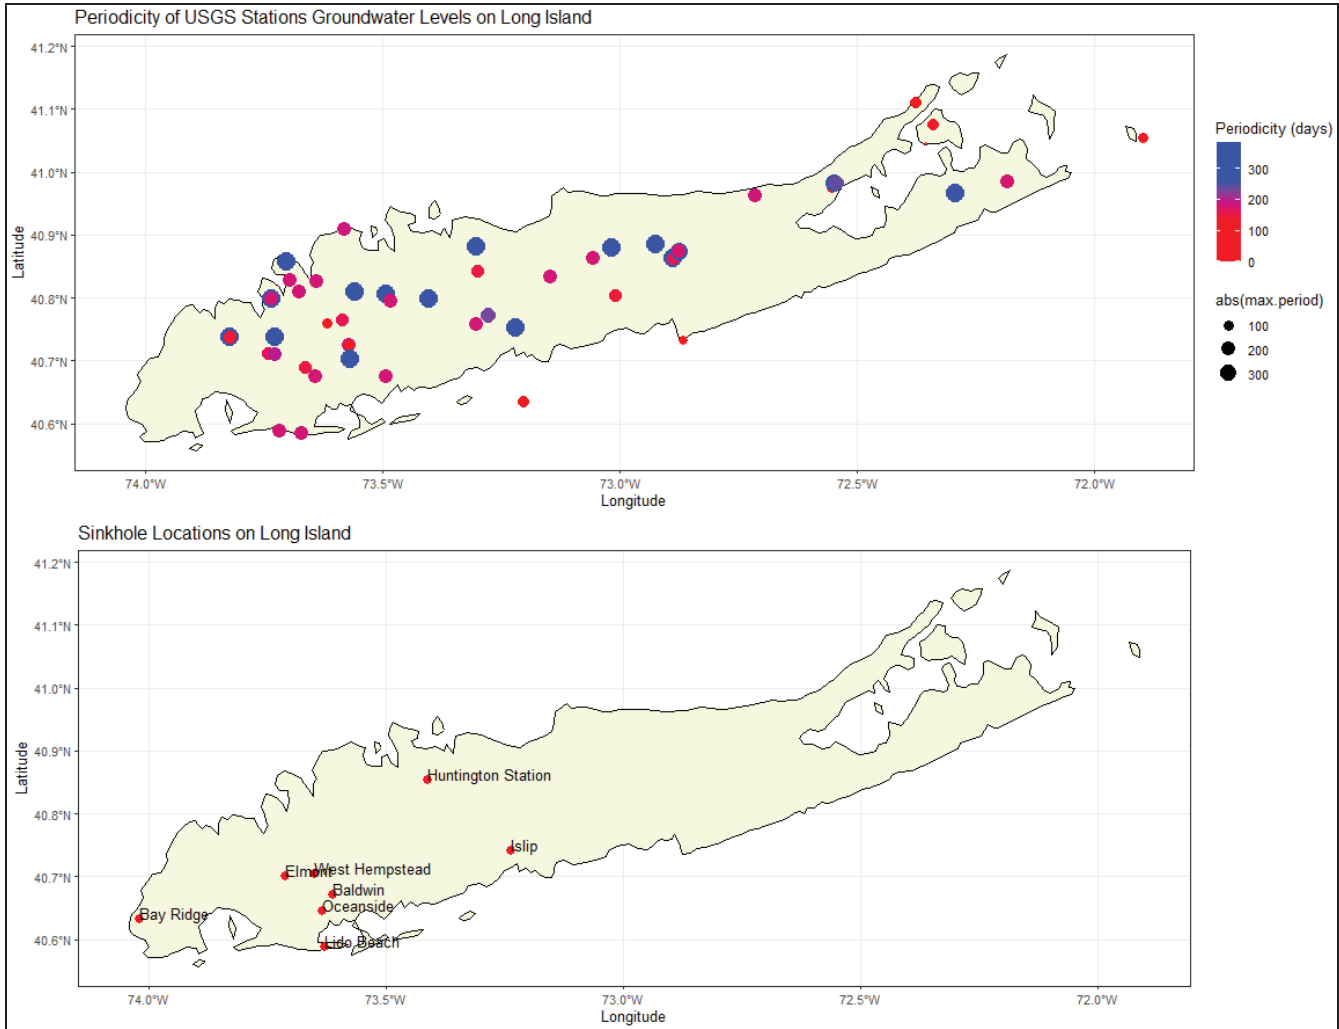 Periodicity of USGS Stations Groundwater Levels on Long Island
41.2°N
41.1°N
41.0°N
40.9°N
40.8°N
40.7°N
40.6°N
Latitude
74.0°W 73.5°W 73.0°W 72.5°W 72.0°W
Longitude
Periodicity (days)
300
200
100
0
abs(max.period)
100
200
300
Sinkhole Locations on Long Island
41.2°N
41.1°N
41.0°N
40.9°N
40.8°N
40.7°N
40.6°N
Latitude
Huntington Station
Islip
West Hempstead
Elmont
Baldwin
Oceanside
Bay Ridge
Lido Beach
74.0°W 73.5°W 73.0°W 72.5°W 72.0°W
Longitude